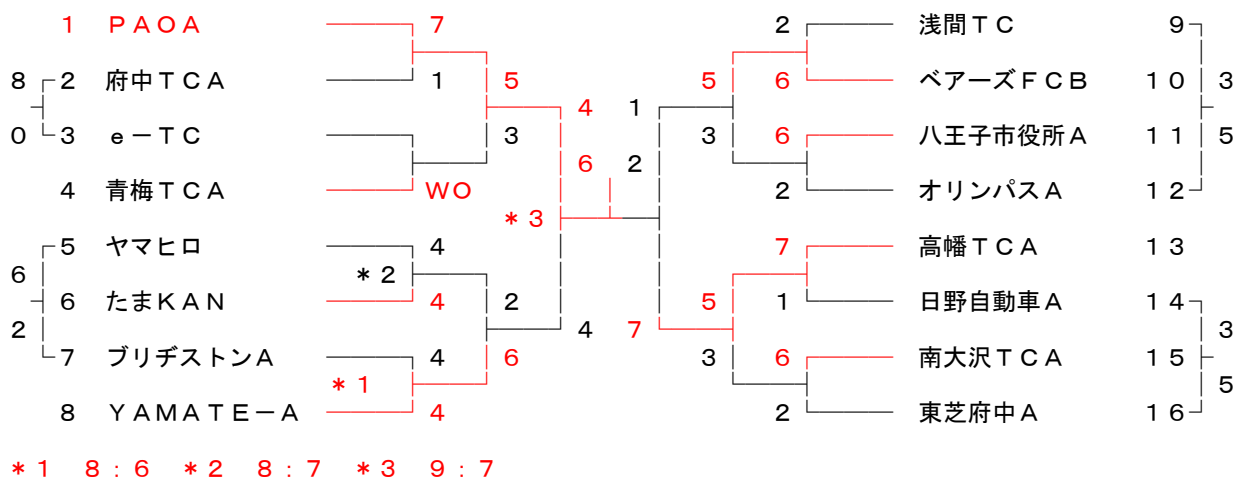 1 ＰＡＯＡ 7 2 浅間ＴＣ 9
8 2 府中ＴＣＡ 1 5 5 6 ベアーズＦＣＢ 10 3
4 1
0 3 ｅ－ＴＣ 3 3 6 八王子市役所Ａ 11 5
6 2
4 青梅ＴＣＡ ＷＯ 2 オリンパスＡ 12
＊3
5 ヤマヒロ 4 7 高幡ＴＣＡ 13
6 ＊2
6 たまＫＡＮ 4 2 5 1 日野自動車Ａ 14
2 4 7 3
7 ブリヂストンＡ 4 6 3 6 南大沢ＴＣＡ 15
＊1 5
8 ＹＡＭＡＴＥ－Ａ 4 2 東芝府中Ａ 16
＊1 8：6 ＊2 8：7 ＊3 9：7